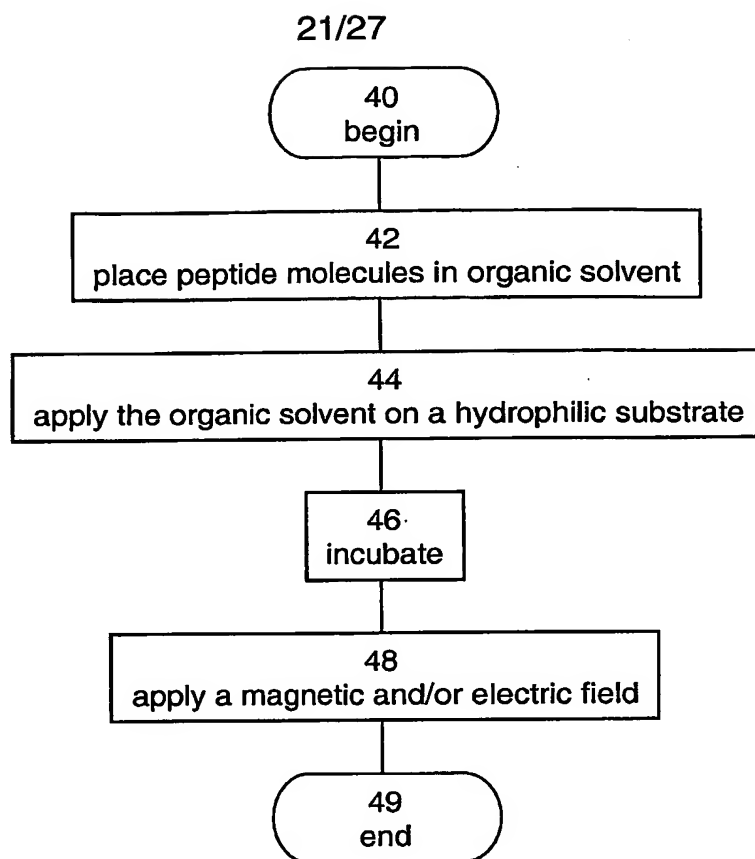 21/27
40
begin
42
place peptide molecules in organic solvent
44
apply the organic solvent on a hydrophilic substrate
46
incubate
48
apply a magnetic and/or electric field
49
end